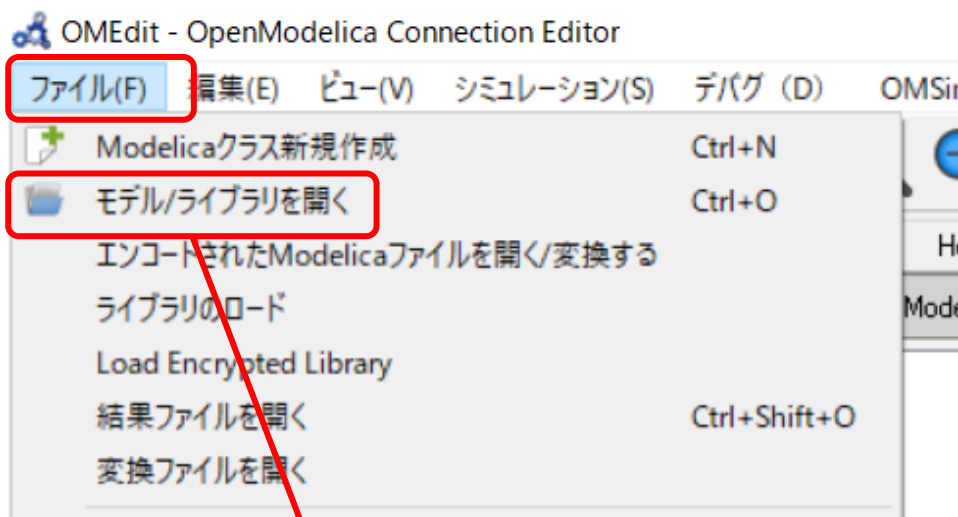 OMEdit - OpenModelica Connection Editor
ファイル(F) 編集(E) ビュー(V) シミュレーション(S) デバグ (D) OMSi
Modelicaクラス新規作成 Ctrl+N
モデル/ライブラリを開く Ctrl+O
エンコートされたModelicaファイルを開く/変換する
ライブラリのロード
Load Encrypted Library
結果ファイルを開く Ctrl+Shift+O
変換ファイルを開く
Mode